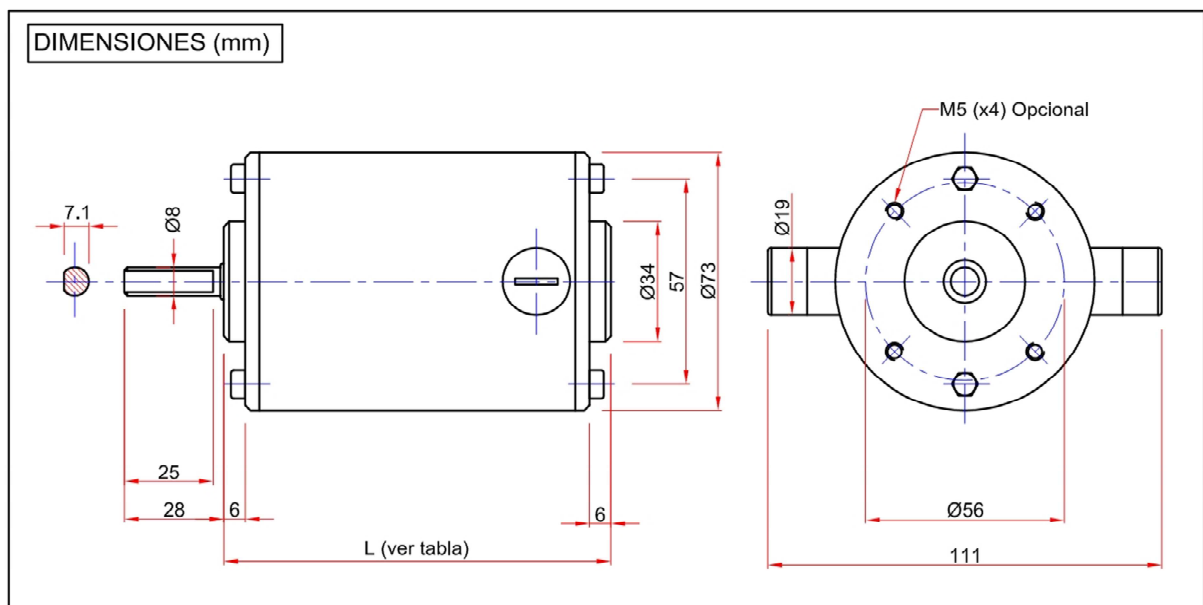 DIMENSIONES (mm)
M5 (x4) Opcional
7.1
Ø8
Ø34
57
Ø73
Ø19
25
28
6
6
L (ver tabla)
Ø56
111